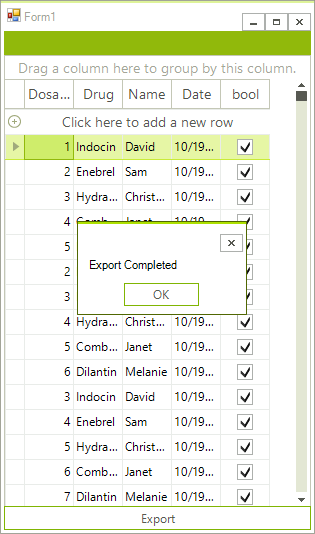 Form1
Drag a column here to group by this column.
Dosa... Drug Name Date bool
Click here to add a new row
1 Indocin David 10/19...
2 Enebrel Sam 10/19...
3 Hydra... Christ... 10/19...
4
5
2
3
Export Completed
OK
4 Hydra... Christ... 10/19...
5 Comb... Janet 10/19...
6 Dilantin Melanie 10/19...
3 Indocin David 10/19...
4 Enebrel Sam 10/19...
5 Hydra... Christ... 10/19...
6 Comb... Janet 10/19...
7 Dilantin Melanie 10/19...
Export